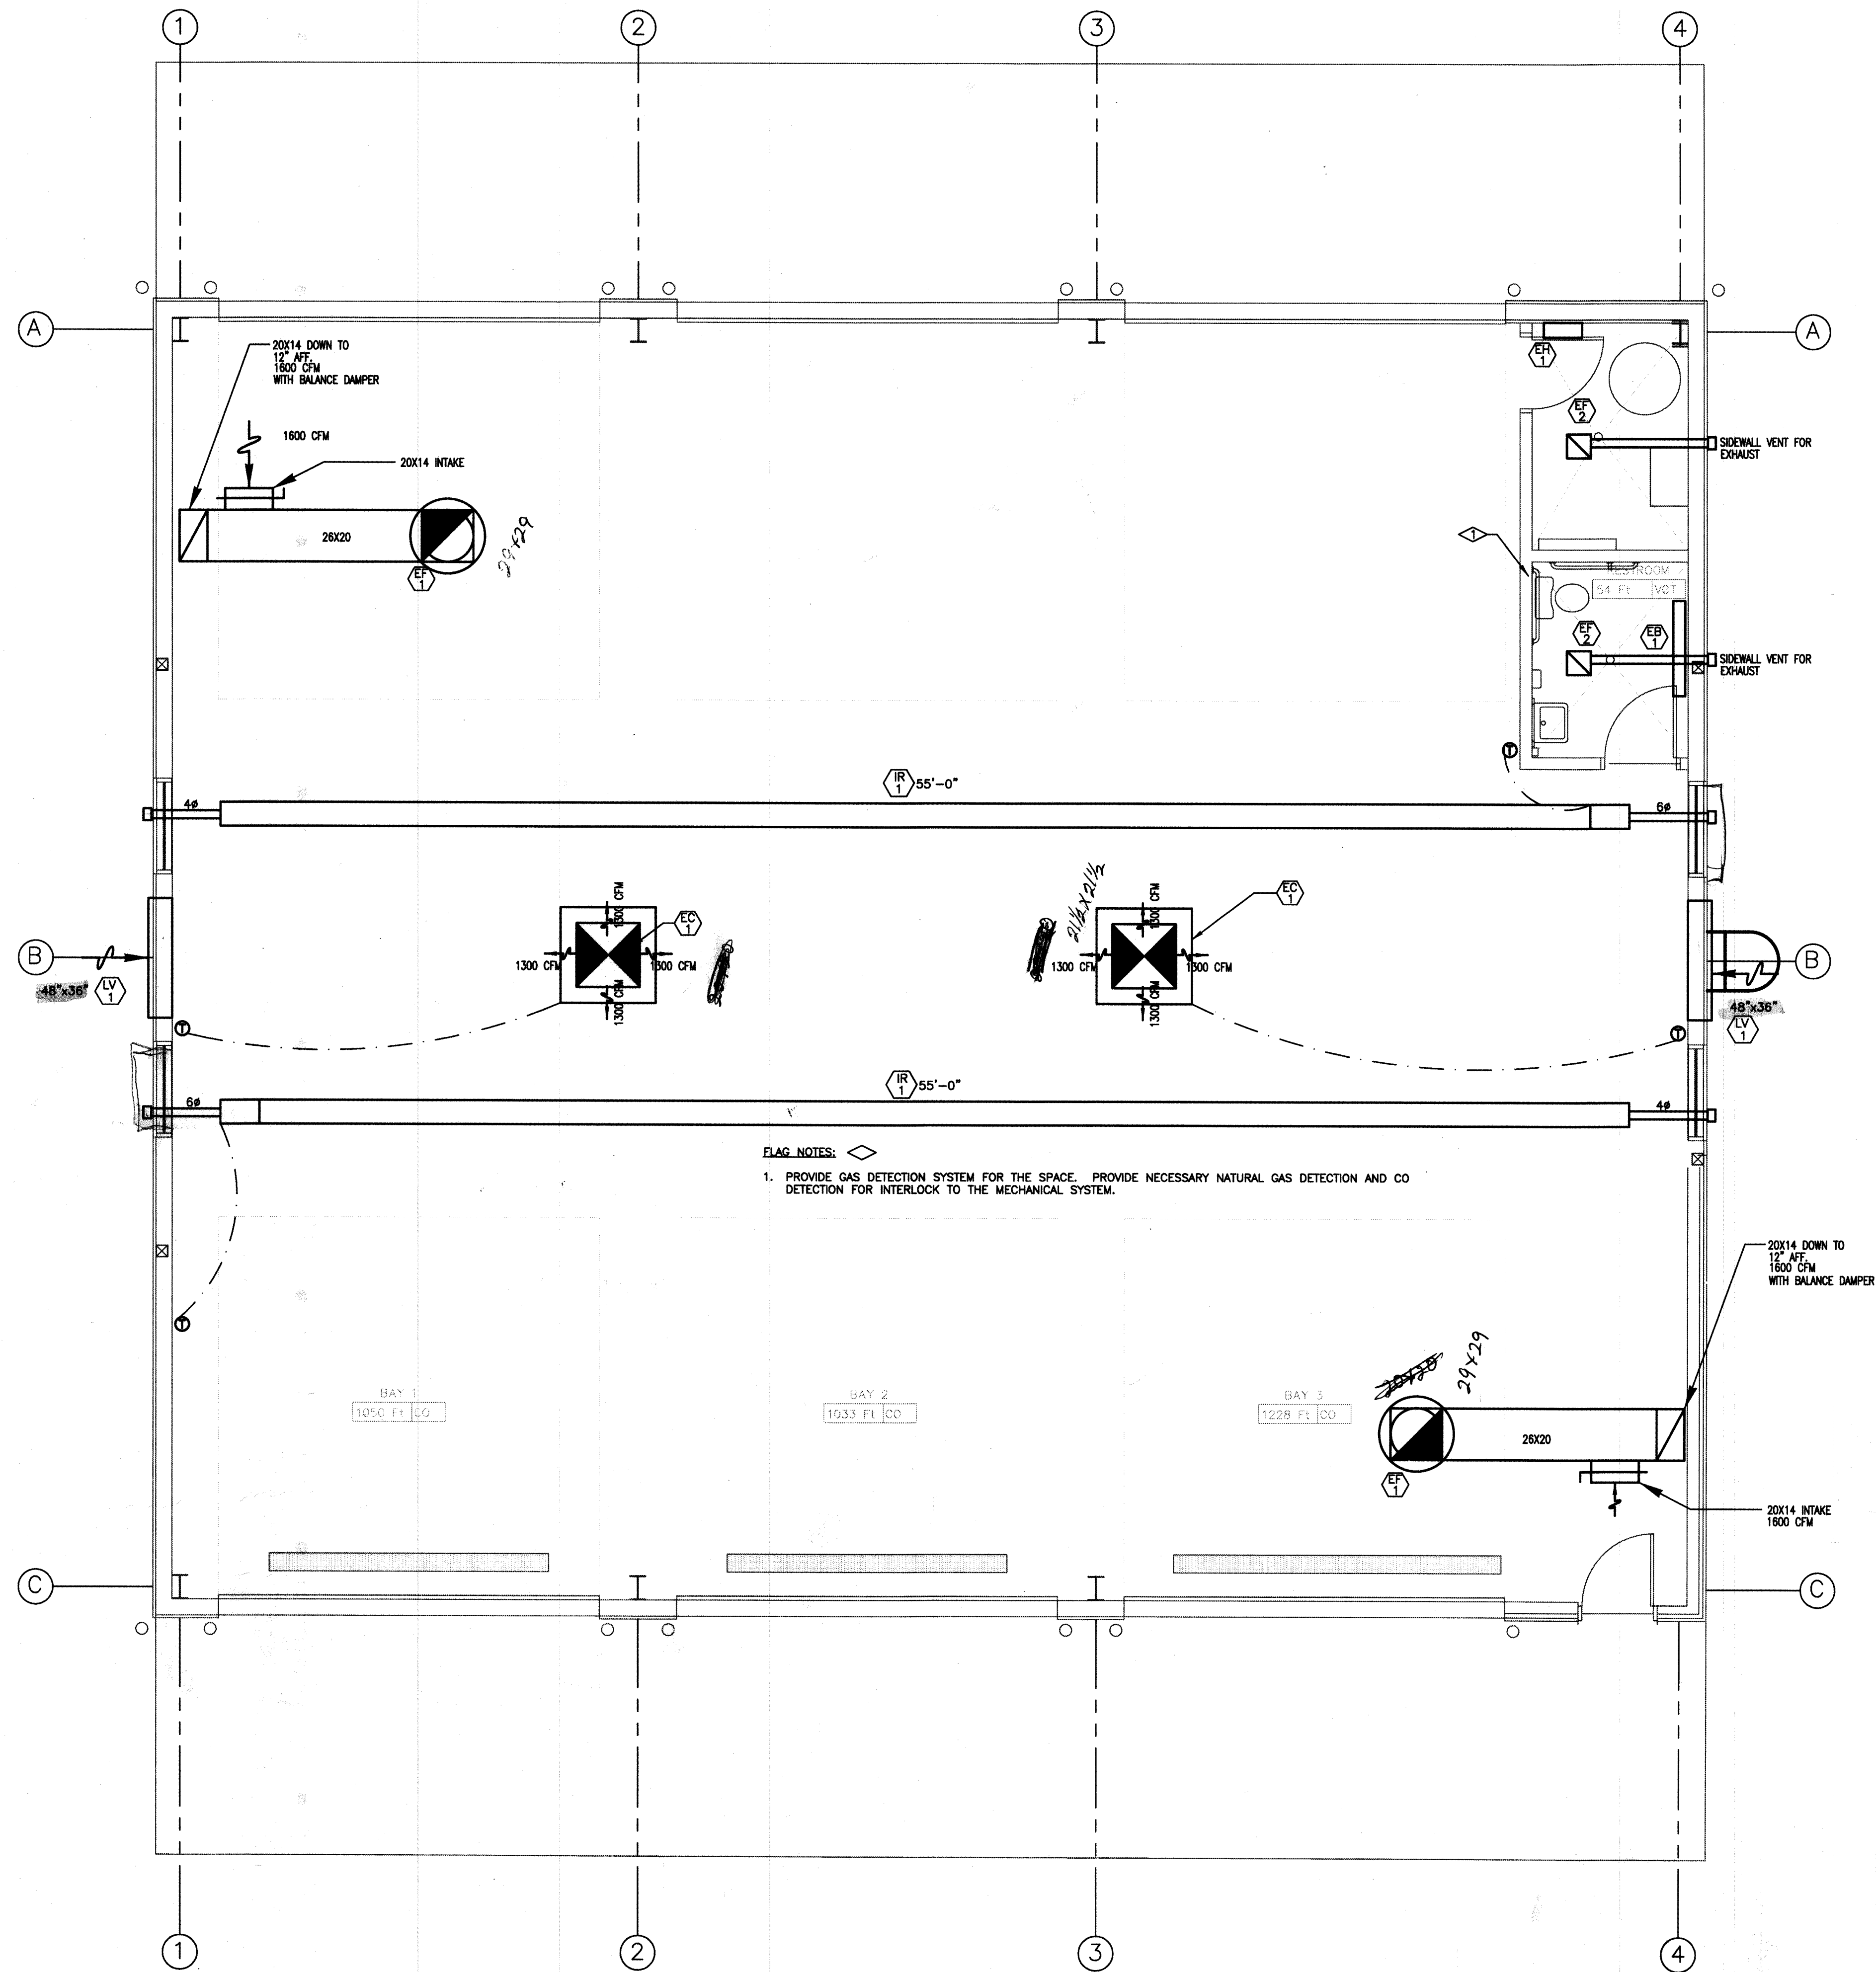 1
2
3
4
A
A
20X14 DOWN TO
12" AFF.
1600 CFM
WITH BALANCE DAMPER
1600 CFM
20X14 INTAKE
26X20
EF
1
29x29
EH
1
EF
2
SIDEWALL VENT FOR
EXHAUST
1
RESTROOM
54 Ft VCT
EF
2
EB
1
SIDEWALL VENT FOR
EXHAUST
T
IR
1
55'-0"
4ø
6ø
B
48"x36"
LV
1
1300 CFM
1300 CFM
1300 CFM
1300 CFM
EC
1
21½x21½
1300 CFM
1300 CFM
1300 CFM
1300 CFM
EC
1
B
48"x36"
LV
1
T
T
IR
1
55'-0"
6ø
4ø
FLAG NOTES:
1. PROVIDE GAS DETECTION SYSTEM FOR THE SPACE. PROVIDE NECESSARY NATURAL GAS DETECTION AND CO
DETECTION FOR INTERLOCK TO THE MECHANICAL SYSTEM.
T
20X14 DOWN TO
12" AFF.
1600 CFM
WITH BALANCE DAMPER
BAY 1
1050 Ft CO
BAY 2
1033 Ft CO
BAY 3
1228 Ft CO
29x29
26X20
EF
1
20X14 INTAKE
1600 CFM
C
C
1
2
3
4